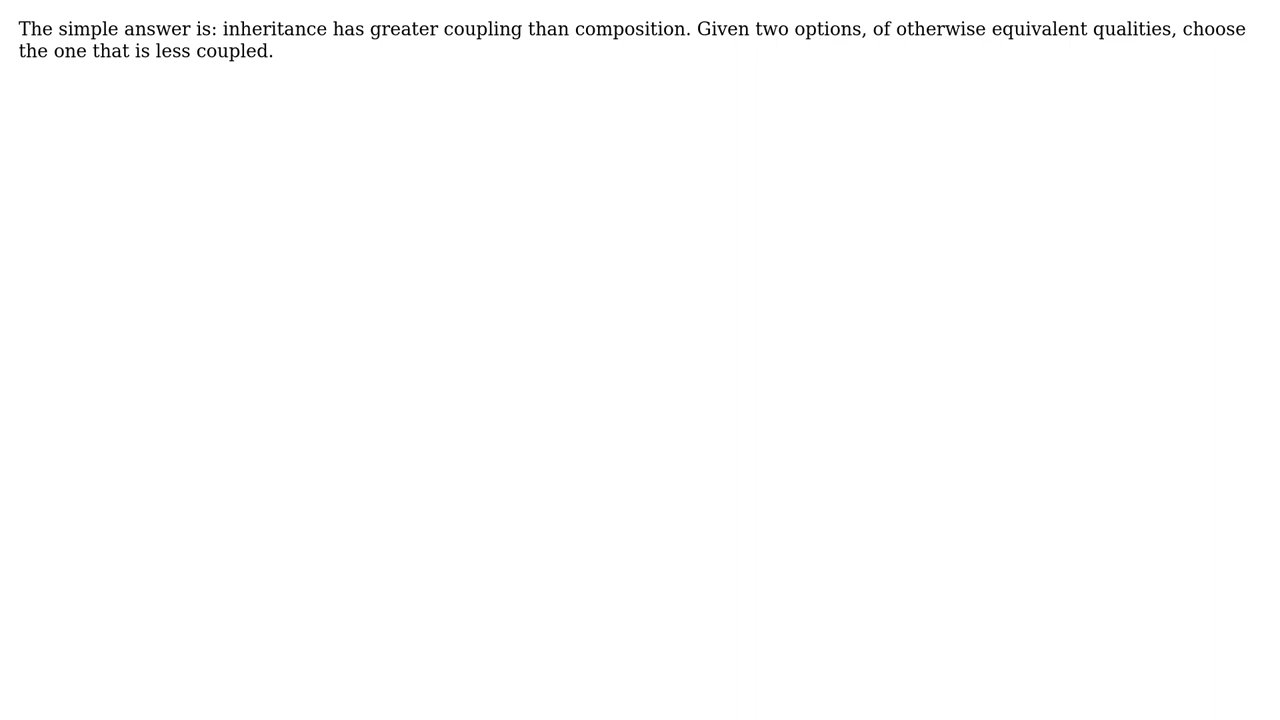 The simple answer is: inheritance has greater coupling than composition. Given two options, of otherwise equivalent qualities, choose
the one that is less coupled.